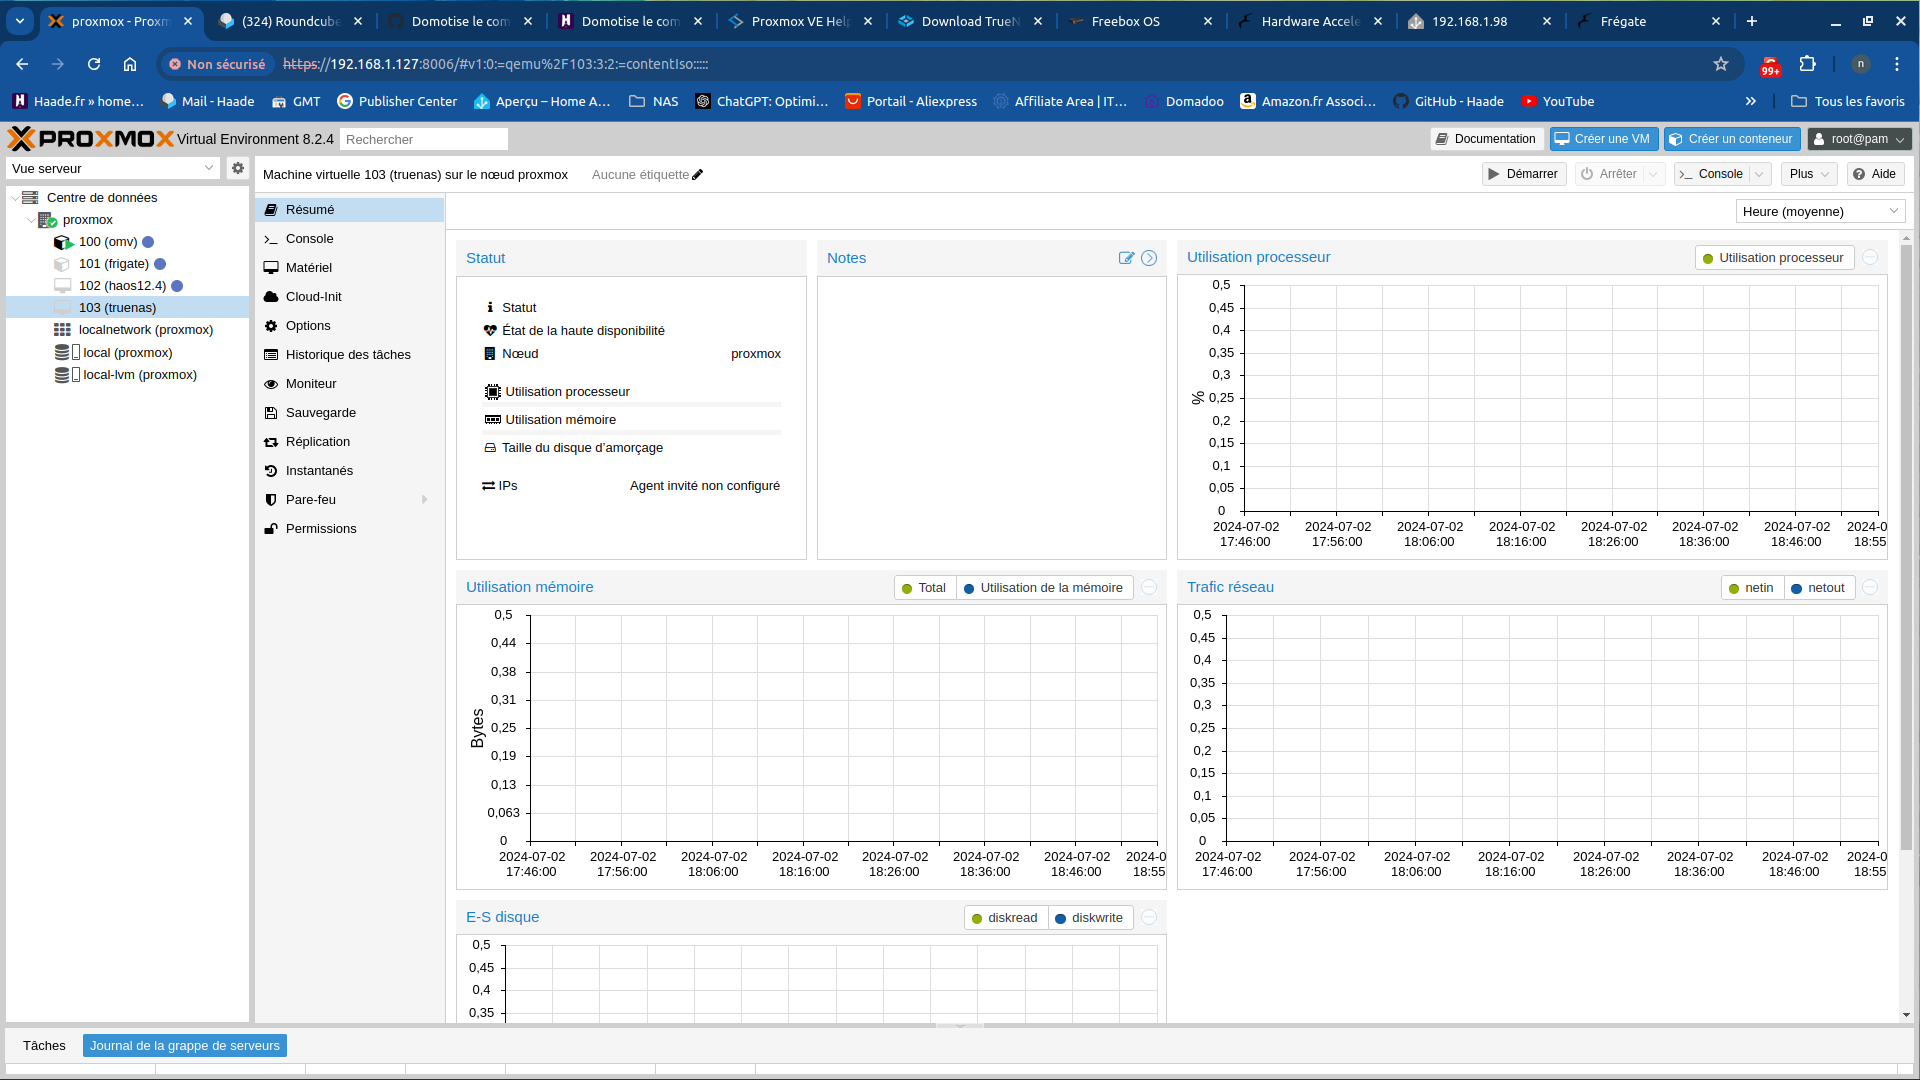 proxmox - Proxm
(324) Roundcube
Domotise le com
Domotise le com
Proxmox VE Help
Download TrueN
Freebox OS
Hardware Accele
192.168.1.98
Frégate
Non sécurisé
https://192.168.1.127:8006/#v1:0:=qemu%2F103:3:2:=contentIso:::::
99+
n
Haade.fr » home…
Mail - Haade
GMT
Publisher Center
Aperçu – Home A…
NAS
ChatGPT: Optimi…
Portail - Aliexpress
Affiliate Area | IT…
Domadoo
Amazon.fr Associ…
GitHub - Haade
YouTube
Tous les favoris
PROXMOX Virtual Environment 8.2.4
Rechercher
Documentation
Créer une VM
Créer un conteneur
root@pam
Vue serveur
Machine virtuelle 103 (truenas) sur le nœud proxmox
Aucune étiquette
Démarrer
Arrêter
Console
Plus
Aide
Centre de données
proxmox
100 (omv)
101 (frigate)
102 (haos12.4)
103 (truenas)
localnetwork (proxmox)
local (proxmox)
local-lvm (proxmox)
Résumé
Console
Matériel
Cloud-Init
Options
Historique des tâches
Moniteur
Sauvegarde
Réplication
Instantanés
Pare-feu
Permissions
Heure (moyenne)
Statut
Statut
État de la haute disponibilité
Nœud proxmox
Utilisation processeur
Utilisation mémoire
Taille du disque d’amorçage
IPs Agent invité non configuré
Notes
Utilisation processeur
Utilisation processeur
%
0,5
0,45
0,4
0,35
0,3
0,25
0,2
0,15
0,1
0,05
0
2024-07-02 2024-07-02 2024-07-02 2024-07-02 2024-07-02 2024-07-02 2024-07-02 2024-0
17:46:00 17:56:00 18:06:00 18:16:00 18:26:00 18:36:00 18:46:00 18:55
Utilisation mémoire
Total
Utilisation de la mémoire
Bytes
0,5
0,44
0,38
0,31
0,25
0,19
0,13
0,063
0
2024-07-02 2024-07-02 2024-07-02 2024-07-02 2024-07-02 2024-07-02 2024-07-02 2024-0
17:46:00 17:56:00 18:06:00 18:16:00 18:26:00 18:36:00 18:46:00 18:55
Trafic réseau
netin
netout
0,5
0,45
0,4
0,35
0,3
0,25
0,2
0,15
0,1
0,05
0
2024-07-02 2024-07-02 2024-07-02 2024-07-02 2024-07-02 2024-07-02 2024-07-02 2024-0
17:46:00 17:56:00 18:06:00 18:16:00 18:26:00 18:36:00 18:46:00 18:55
E-S disque
diskread
diskwrite
0,5
0,45
0,4
0,35
Tâches
Journal de la grappe de serveurs